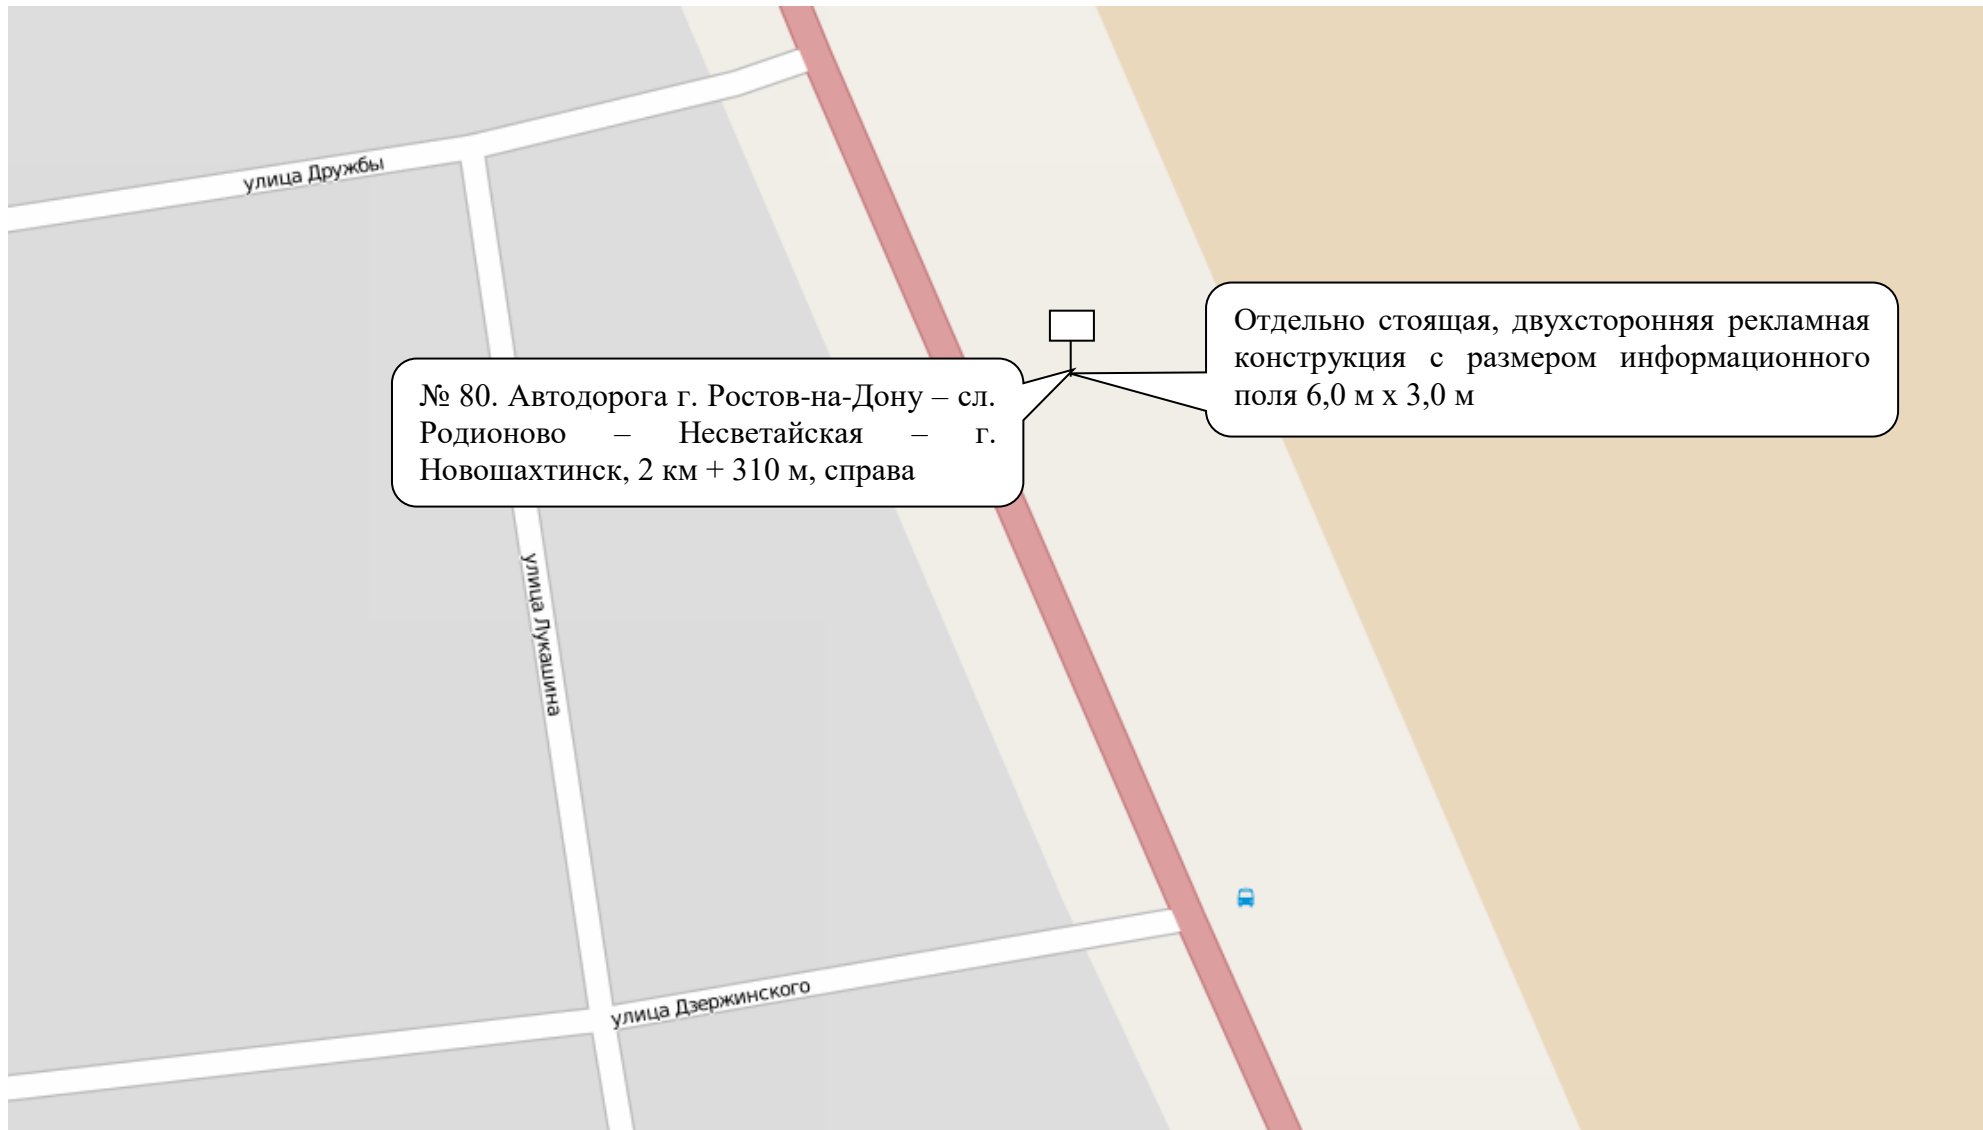 улица Дружбы
Отдельно стоящая, двухсторонняя рекламная
конструкция с размером информационного
поля 6,0 м х 3,0 м
№ 80. Автодорога г. Ростов-на-Дону – сл.
Родионово – Несветайская – г.
Новошахтинск, 2 км + 310 м, справа
улица Лукашина
улица Дзержинского